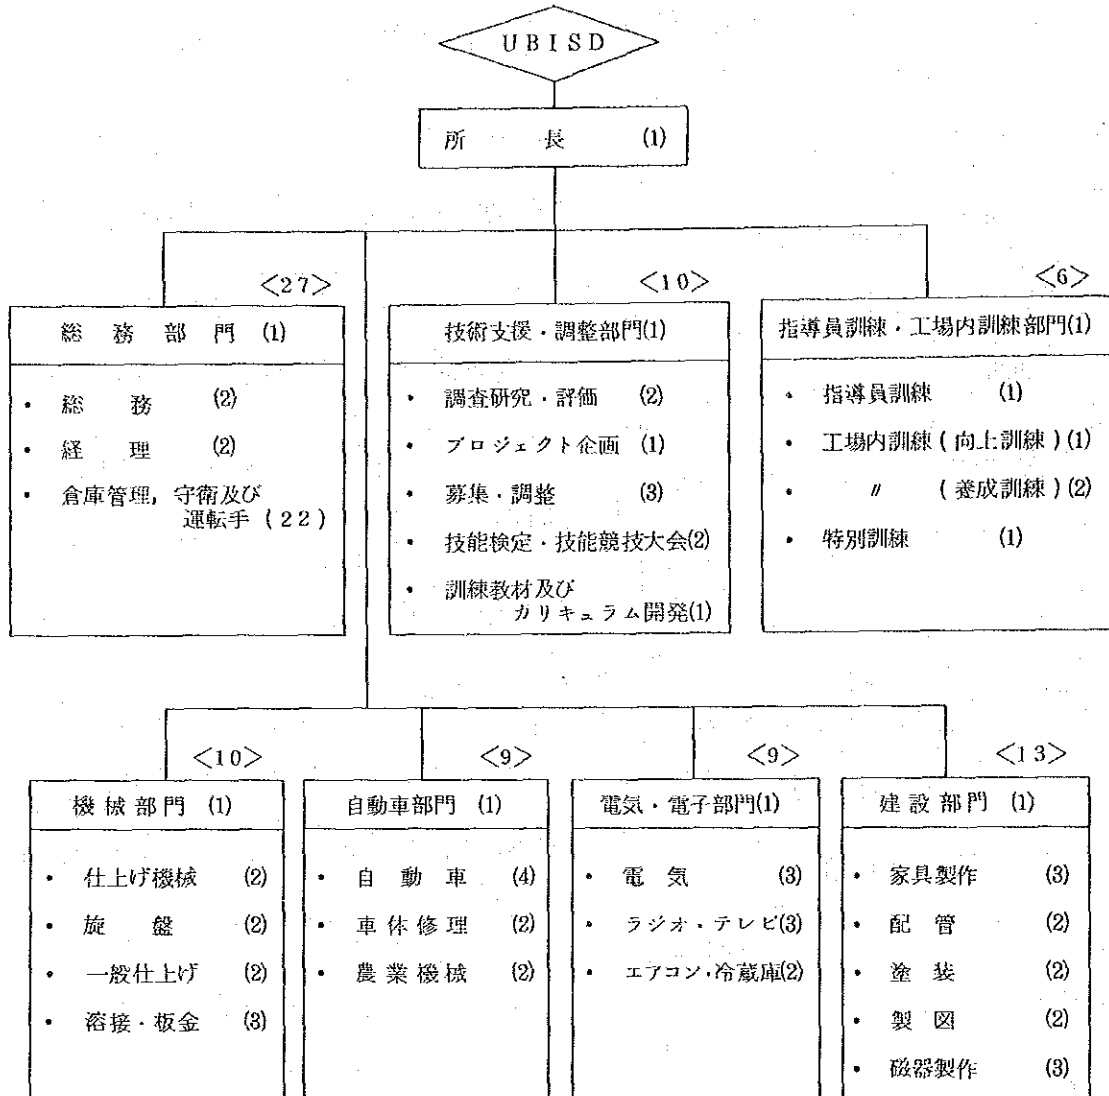 UBISD
所長 (1)
<27>
総務部門 (1)
・ 総務 (2)
・ 経理 (2)
・ 倉庫管理, 守衛及び
運転手 (22)
<10>
技術支援・調整部門(1)
・ 調査研究・評価 (2)
・ プロジェクト企画 (1)
・ 募集・調整 (3)
・ 技能検定・技能競技大会(2)
・ 訓練教材及び
カリキュラム開発(1)
<6>
指導員訓練・工場内訓練部門(1)
・ 指導員訓練 (1)
・ 工場内訓練 (向上訓練) (1)
・ 〃 (養成訓練) (2)
・ 特別訓練 (1)
<10>
機械部門 (1)
・ 仕上げ機械 (2)
・ 旋盤 (2)
・ 一般仕上げ (2)
・ 溶接・板金 (3)
<9>
自動車部門 (1)
・ 自動車 (4)
・ 車体修理 (2)
・ 農業機械 (2)
<9>
電気・電子部門(1)
・ 電気 (3)
・ ラジオ・テレビ(3)
・ エアコン・冷蔵庫(2)
<13>
建設部門 (1)
・ 家具製作 (3)
・ 配管 (2)
・ 塗装 (2)
・ 製図 (2)
・ 磁器製作 (3)